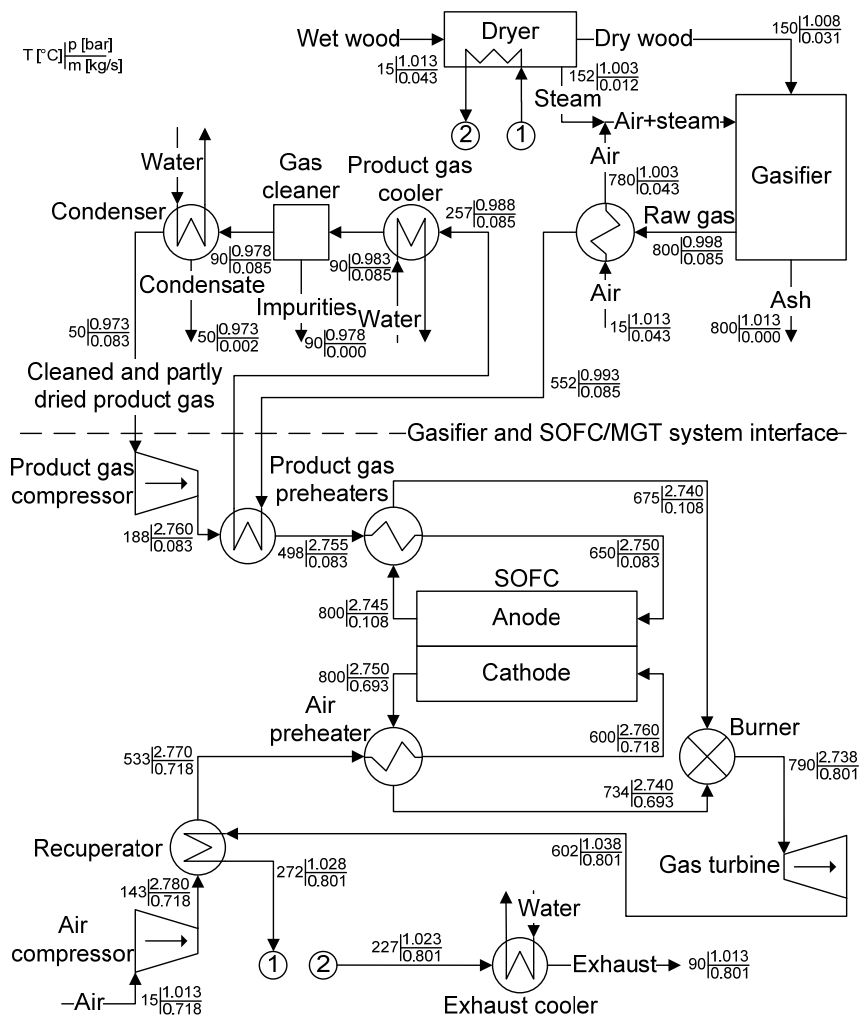 T [°C] p [bar]
m [kg/s]
Wet wood
Dryer
Dry wood
150 1.008
0.031
15 1.013
0.043
152 1.003
0.012
Steam
2
1
Air+steam
Air
Gasifier
Water
Gas
cleaner
Product gas
cooler
780 1.003
0.043
Condenser
257 0.988
0.085
Raw gas
800 0.998
0.085
90 0.978
0.085
90 0.983
0.085
Condensate
Air
Impurities
Water
Ash
50 0.973
0.083
50 0.973
0.002
90 0.978
0.000
15 1.013
0.043
800 1.013
0.000
Cleaned and partly
dried product gas
552 0.993
0.085
Gasifier and SOFC/MGT system interface
Product gas
compressor
Product gas
preheaters
675 2.740
0.108
188 2.760
0.083
498 2.755
0.083
650 2.750
0.083
SOFC
800 2.745
0.108
Anode
800 2.750
0.693
Cathode
Air
preheater
600 2.760
0.718
Burner
533 2.770
0.718
790 2.738
0.801
734 2.740
0.693
Recuperator
602 1.038
0.801
Gas turbine
272 1.028
0.801
143 2.780
0.718
Air
compressor
Water
1
2
227 1.023
0.801
Exhaust
90 1.013
0.801
Air
15 1.013
0.718
Exhaust cooler